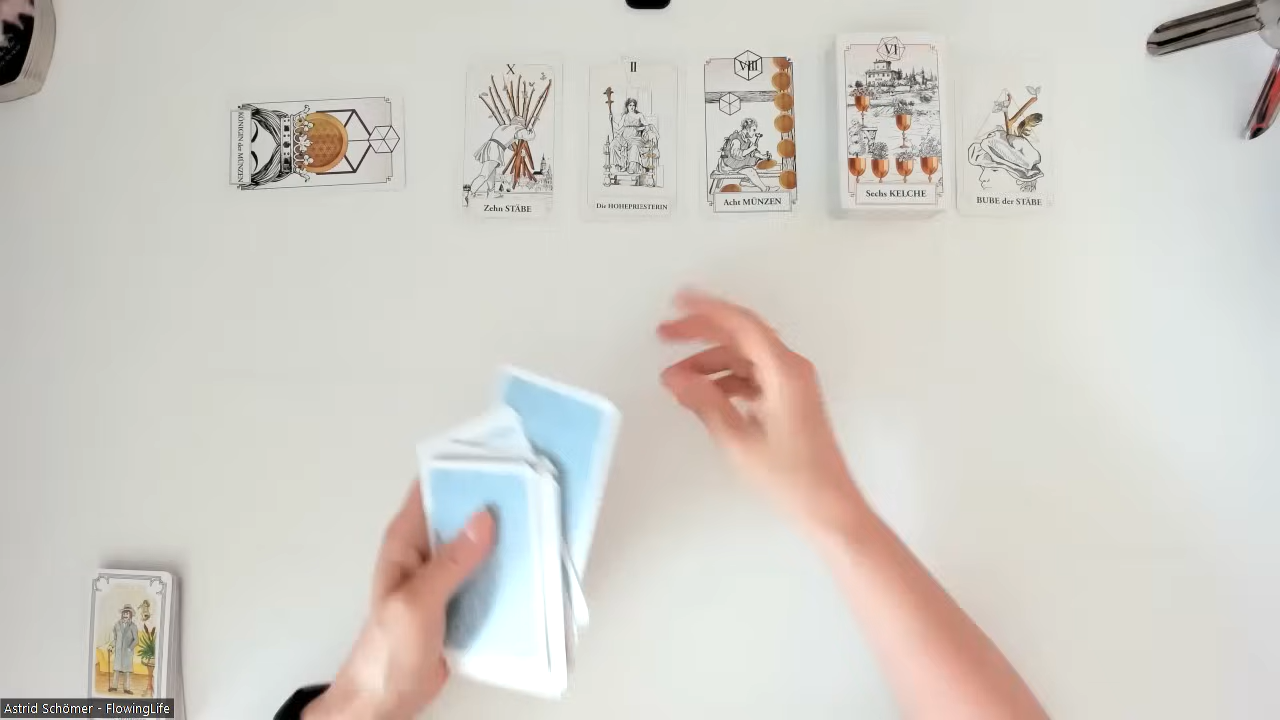 KÖNIGIN der MÜNZEN
X
Zehn STÄBE
II
Die HOHEPRIESTERIN
VIII
Acht MÜNZEN
VI
Sechs KELCHE
BUBE der STÄBE
Astrid Schömer - FlowingLife